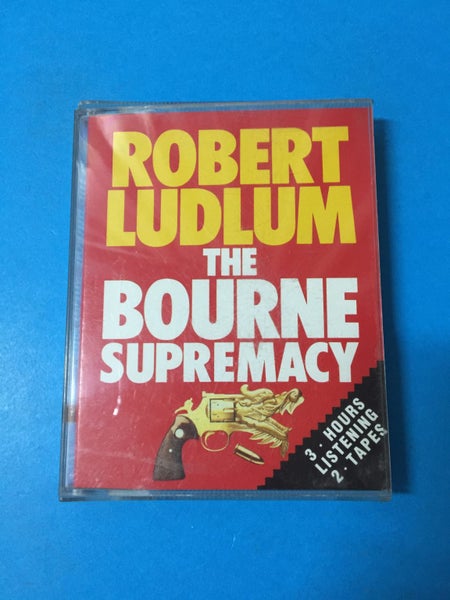 ROBERT
LUDLUM
THE
BOURNE
SUPREMACY
3 · HOURS
LISTENING
2 · TAPES